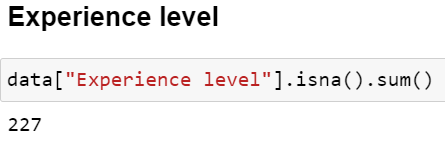 Experience level
data["Experience level"].isna().sum()
227